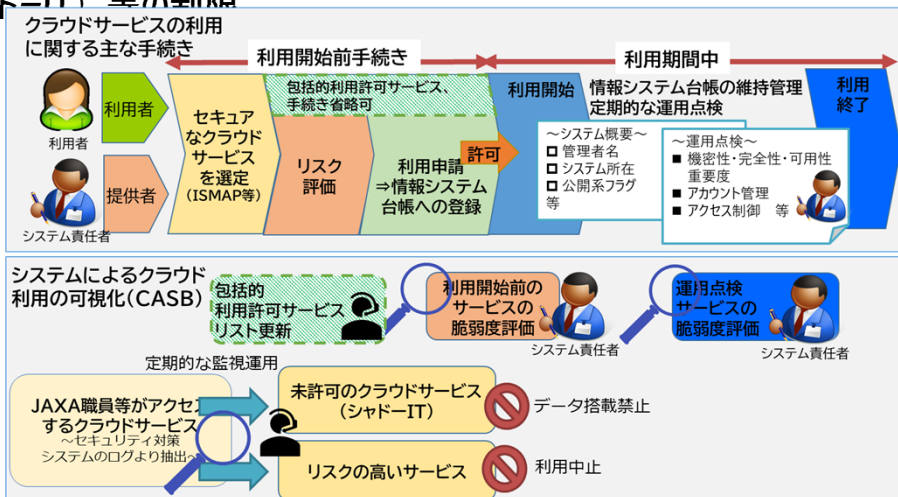 クラウドサービスの利用
に関する主な手続き
利用開始前手続き
利用期間中
利用者
利用者
提供者
システム責任者
セキュア
なクラウド
サービス
を選定
(ISMAP等)
包括的利用許可サービス、
手続き省略可
リスク
評価
利用申請
⇒情報システム
台帳への登録
許可
利用開始
情報システム台帳の維持管理
定期的な運用点検
～システム概要～
管理者名
システム所在
公開系フラグ
等
～運用点検～
機密性・完全性・可用性
重要度
アカウント管理
アクセス制御 等
利用
終了
システムによるクラウド
利用の可視化(CASB)
包括的
利用許可サービス
リスト更新
利用開始前の
サービスの
脆弱度評価
システム責任者
運用点検
サービスの
脆弱度評価
システム責任者
定期的な監視運用
JAXA職員等がアクセス
するクラウドサービス
～セキュリティ対策
システムのログより抽出～
未許可のクラウドサービス
(シャドーIT)
データ搭載禁止
リスクの高いサービス
利用中止